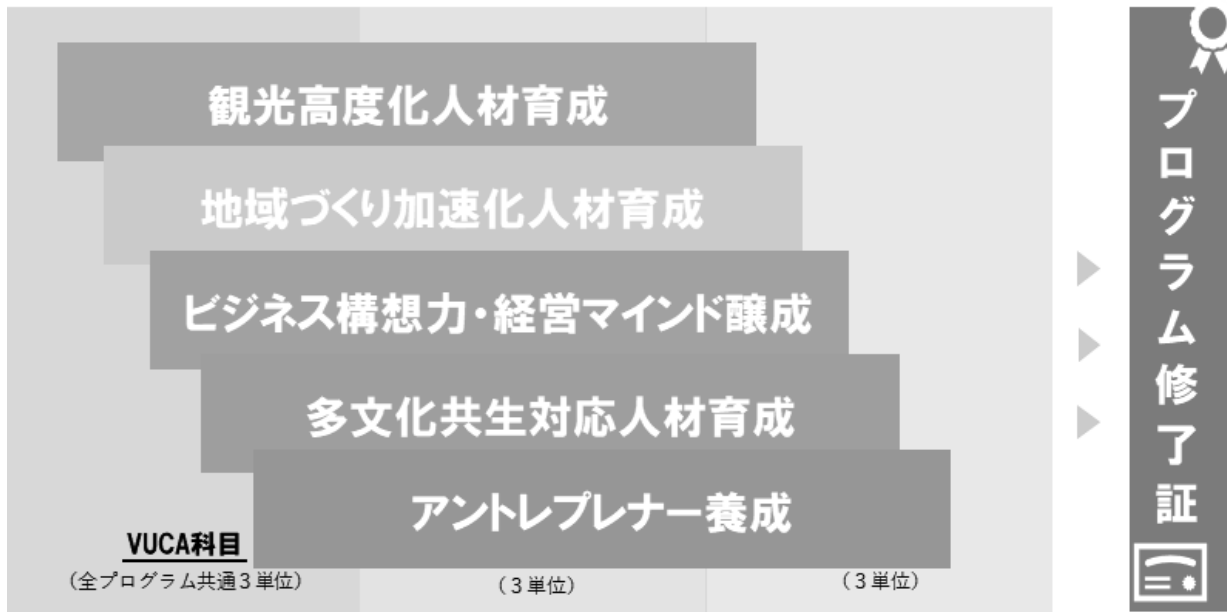 観光高度化人材育成
地域づくり加速化人材育成
ビジネス構想力・経営マインド醸成
多文化共生対応人材育成
アントレプレナー養成
VUCA科目
（全プログラム共通３単位）
（３単位）
（３単位）
プログラム修了証